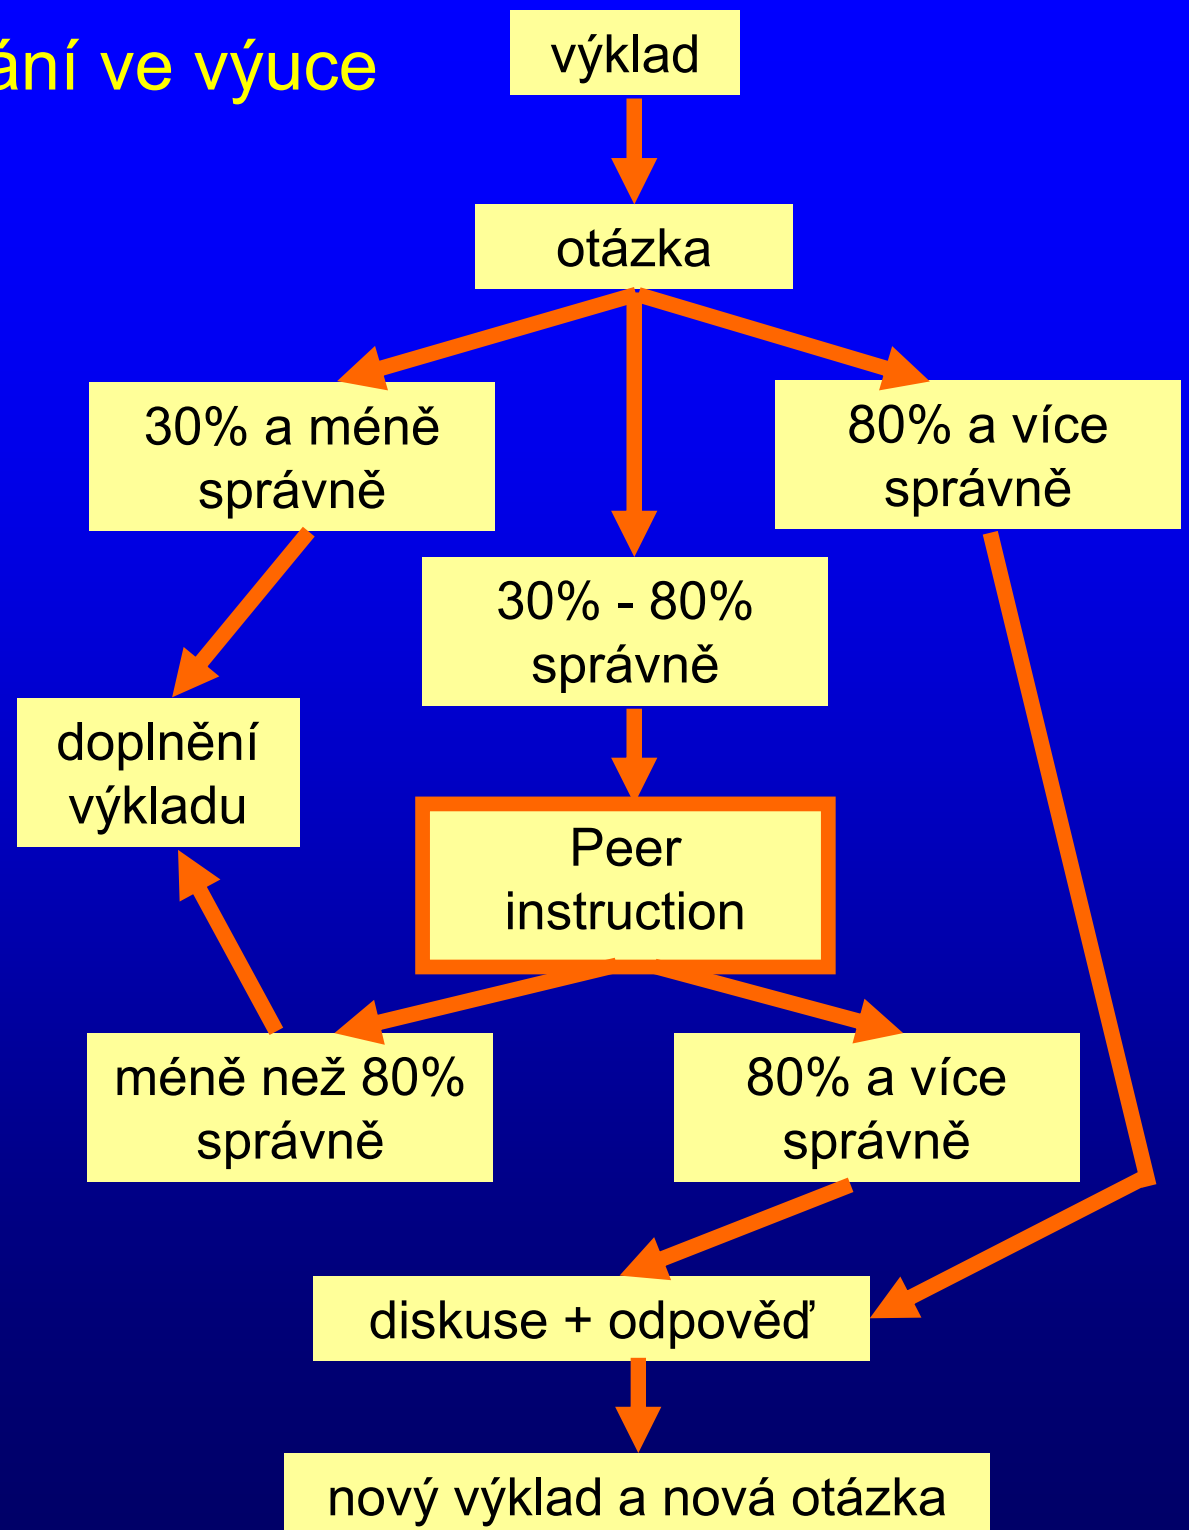 ání ve výuce
výklad
otázka
30% a méně
správně
80% a více
správně
30% - 80%
správně
doplnění
výkladu
Peer
instruction
méně než 80%
správně
80% a více
správně
diskuse + odpověď
nový výklad a nová otázka